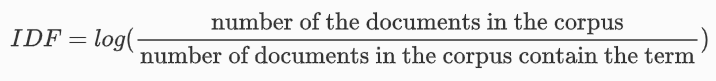 IDF = log(number of the documents in the corpus / number of documents in the corpus contain the term)